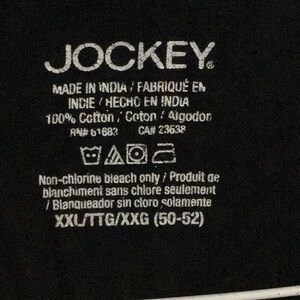 JOCKEY®
MADE IN INDIA / FABRIQUÉ EN
INDIE / HECHO EN INDIA
100% Cotton / Coton / Algodon
RN# 61683 CA# 23638
Non-chlorine bleach only / Produit de
blanchiment sans chlore seulement
/ Blanqueador sin cloro solamente
XXL/TTG/XXG (50-52)